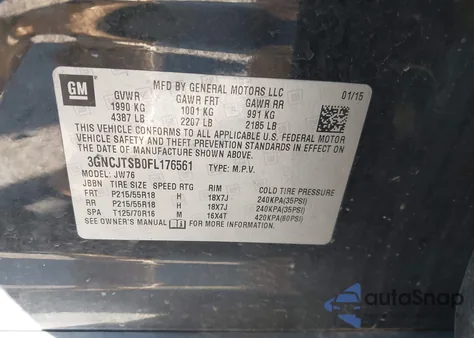 GM
MFD BY GENERAL MOTORS LLC
01/15
GVWR GAWR FRT GAWR RR
1990 KG 1001 KG 991 KG
4387 LB 2207 LB 2185 LB
THIS VEHICLE CONFORMS TO ALL APPLICABLE U.S. FEDERAL
MOTOR VEHICLE SAFETY, BUMPER, AND THEFT PREVENTION STANDARDS IN EFFECT
ON THE DATE OF MANUFACTURE SHOWN ABOVE.
3GNCJTSB0FL176561 TYPE: M.P.V.
MODEL: JW76
JBBN TIRE SIZE SPEED RTG RIM COLD TIRE PRESSURE
FRT P215/55R18 H 18X7J 240KPA(35PSI)
RR P215/55R18 H 18X7J 240KPA(35PSI)
SPA T125/70R16 M 16X4T 420KPA(60PSI)
SEE OWNER'S MANUAL FOR MORE INFORMATION.
autoSnap